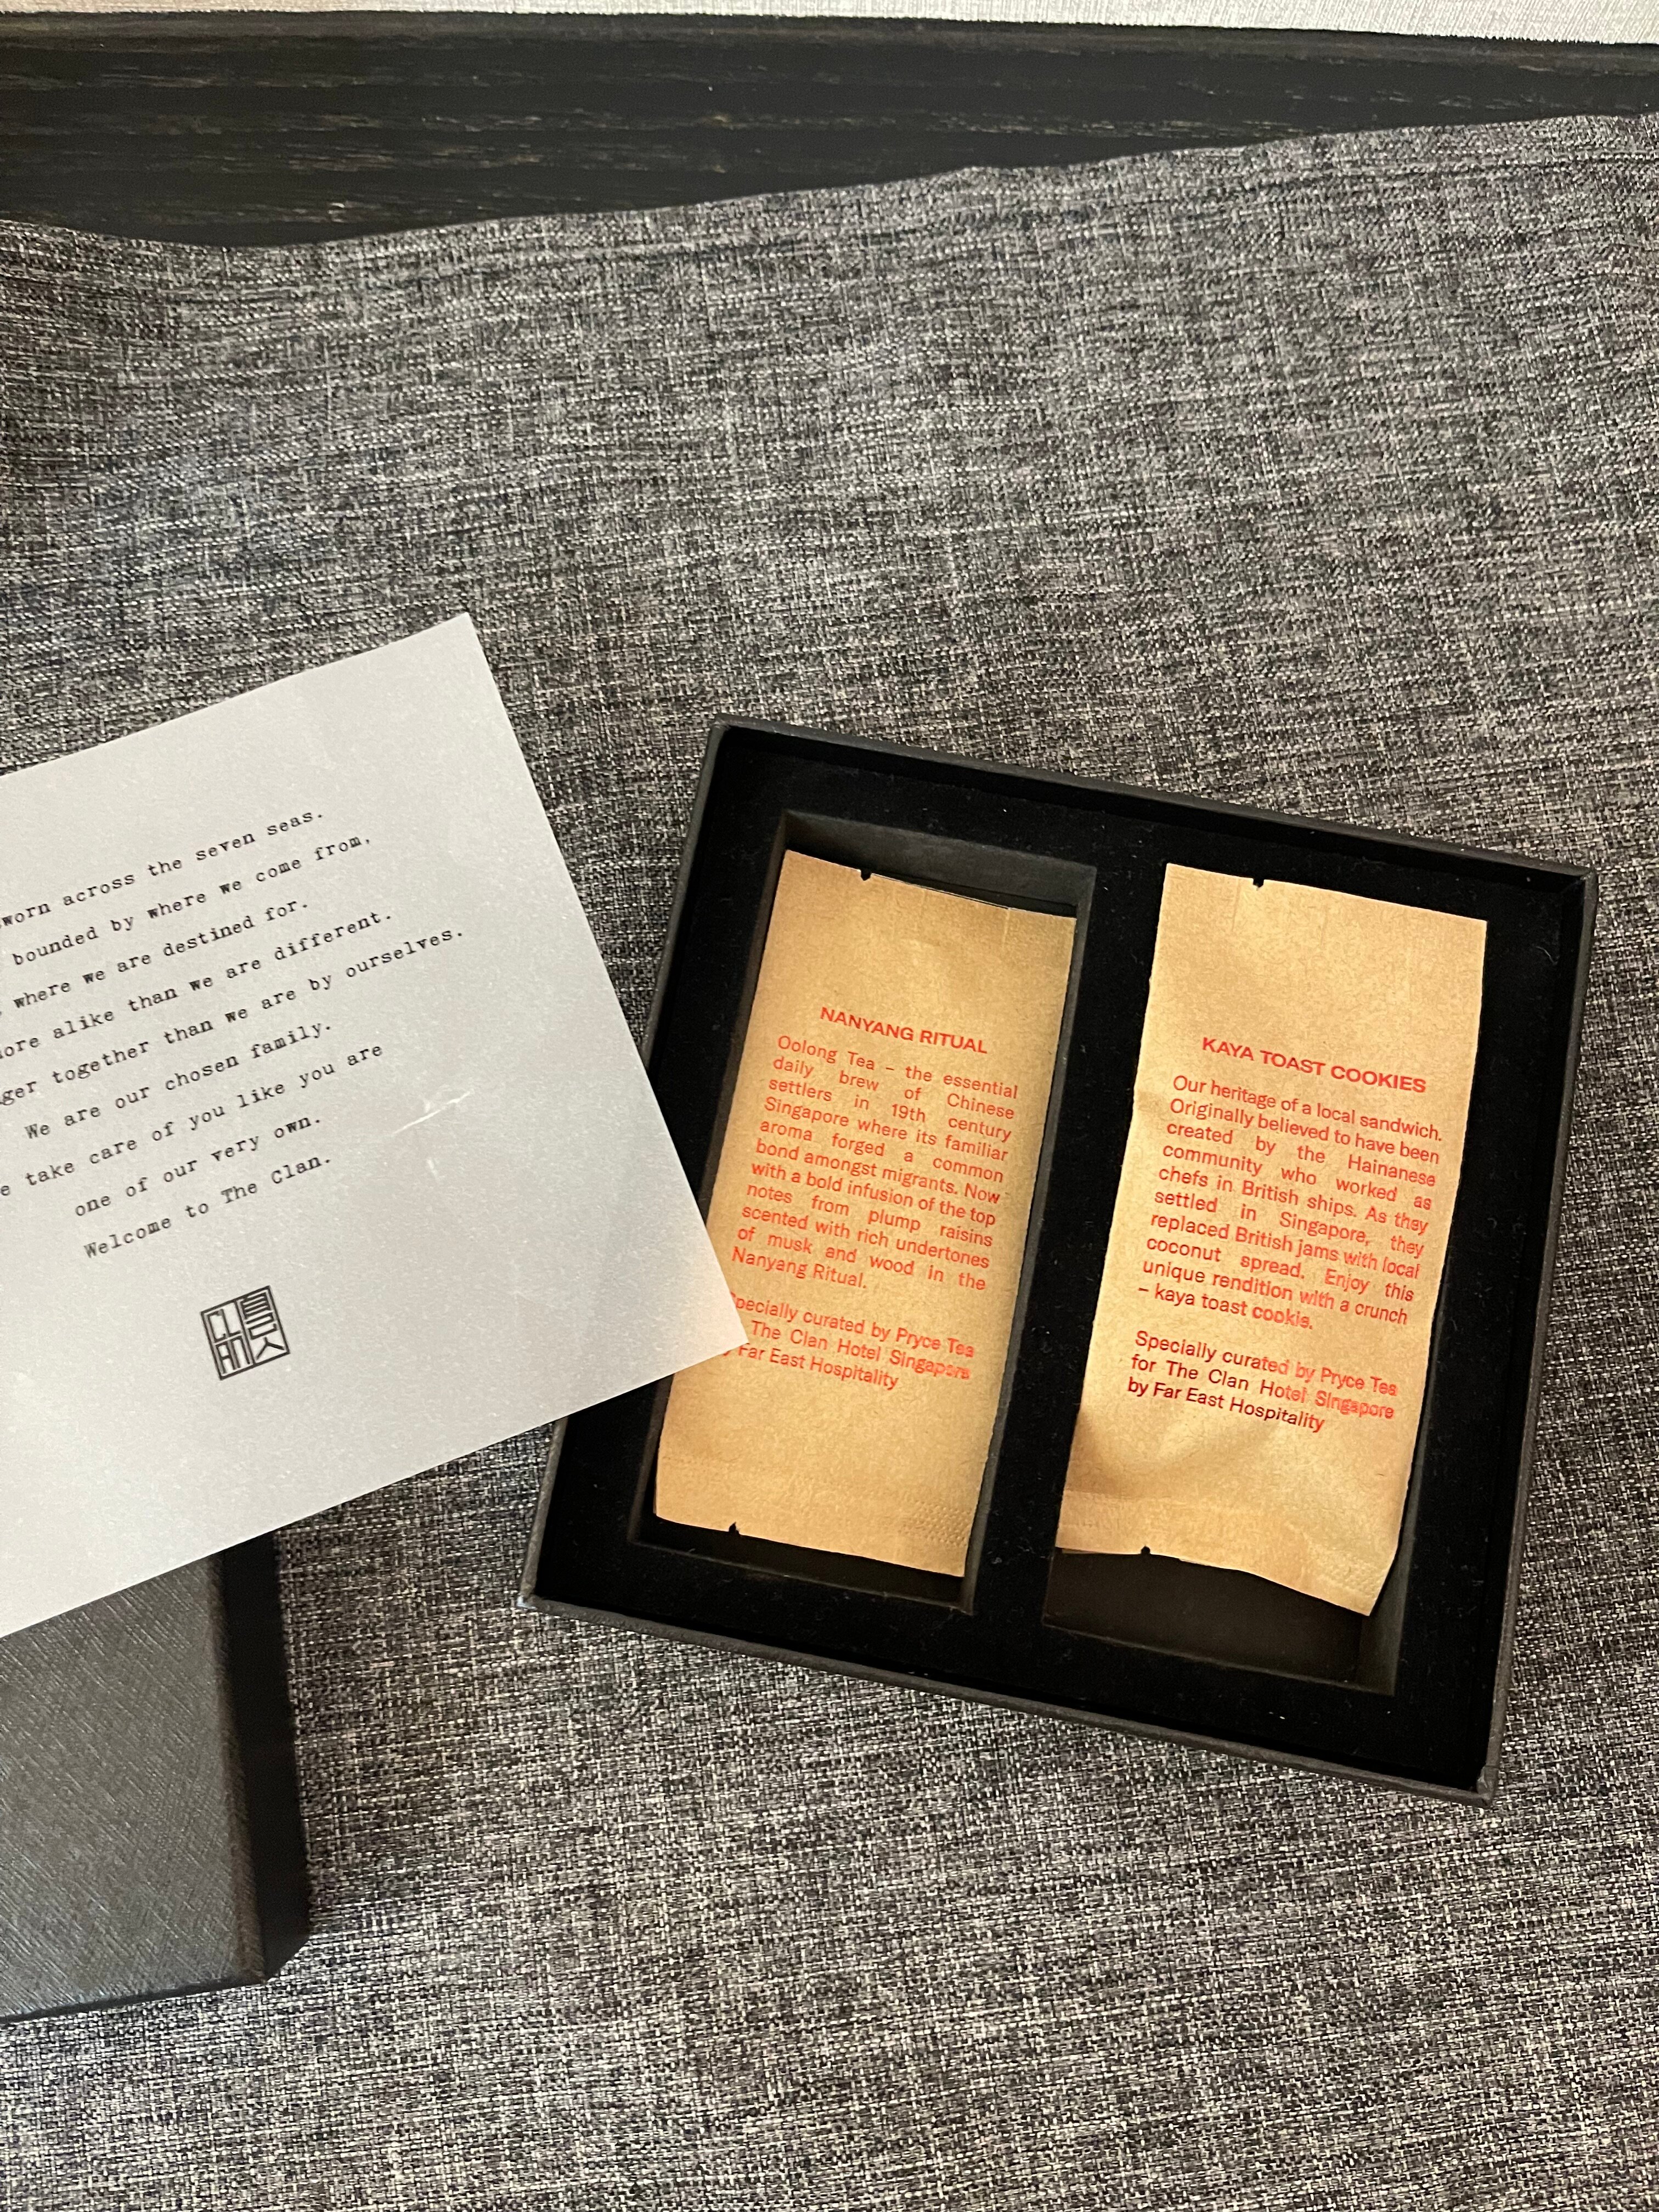 worn across the seven seas.
bounded by where we come from,
where we are destined for.
ore alike than we are different.
ger together than we are by ourselves.
We are our chosen family.
e take care of you like you are
one of our very own.
Welcome to The Clan.
CLAN
NANYANG RITUAL
Oolong Tea – the essential
daily brew of Chinese
settlers in 19th century
Singapore where its familiar
aroma forged a common
bond amongst migrants. Now
with a bold infusion of the top
notes from plump raisins
scented with rich undertones
of musk and wood in the
Nanyang Ritual.
Specially curated by Pryce Tea
The Clan Hotel Singapore
Far East Hospitality
KAYA TOAST COOKIES
Our heritage of a local sandwich.
Originally believed to have been
created by the Hainanese
community who worked as
chefs in British ships. As they
settled in Singapore, they
replaced British jams with local
coconut spread. Enjoy this
unique rendition with a crunch
– kaya toast cookie.
Specially curated by Pryce Tea
for The Clan Hotel Singapore
by Far East Hospitality